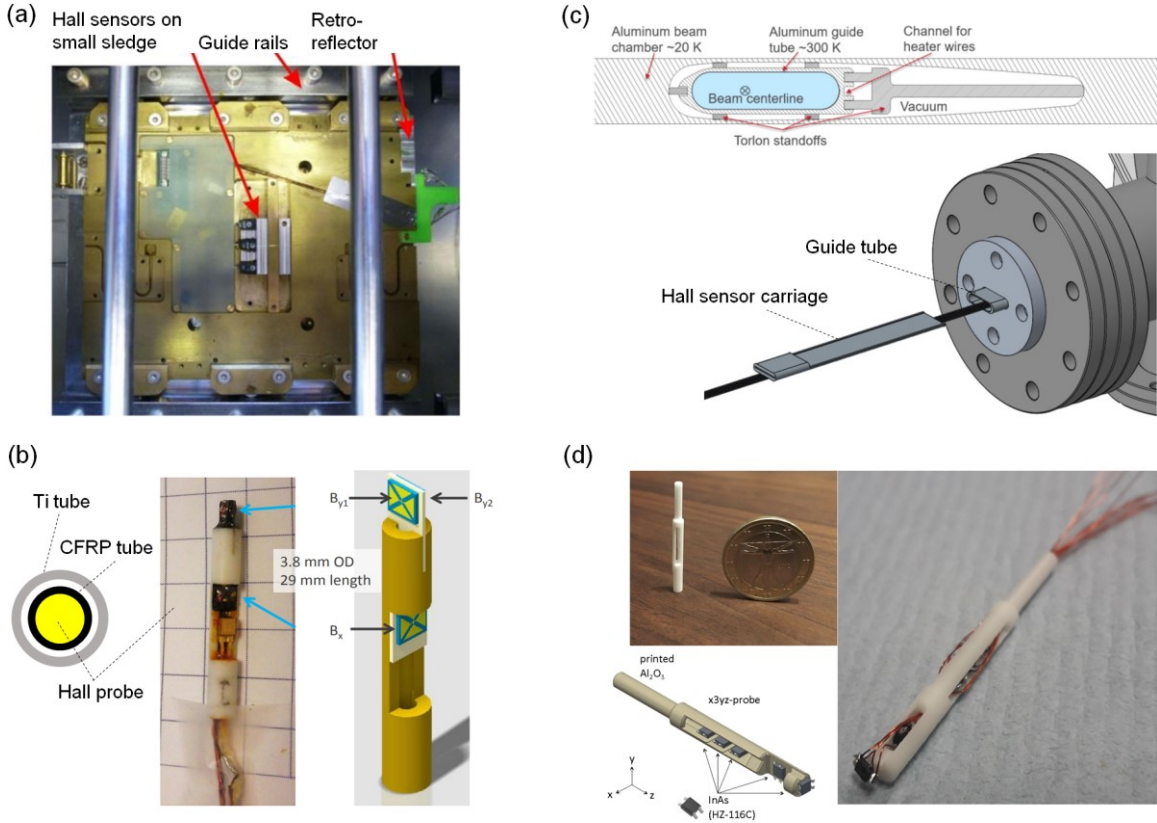 (a)
Hall sensors on
small sledge
Guide rails
Retro-
reflector
(b)
Ti tube
CFRP tube
Hall probe
3.8 mm OD
29 mm length
By1
By2
Bx
(c)
Aluminum beam
chamber ~20 K
Aluminum guide
tube ~300 K
Channel for
heater wires
Beam centerline
Vacuum
Torlon standoffs
Guide tube
Hall sensor carriage
(d)
printed
Al2O3
x3yz-probe
y
x
z
InAs
(HZ-116C)